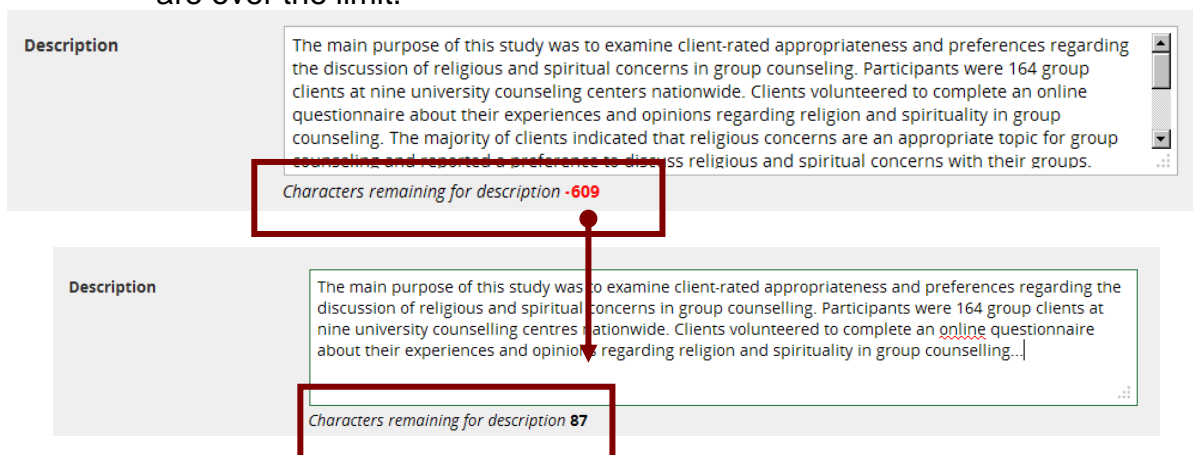 are over the limit.
Description
The main purpose of this study was to examine client-rated appropriateness and preferences regarding
the discussion of religious and spiritual concerns in group counseling. Participants were 164 group
clients at nine university counseling centers nationwide. Clients volunteered to complete an online
questionnaire about their experiences and opinions regarding religion and spirituality in group
counseling. The majority of clients indicated that religious concerns are an appropriate topic for group
counseling and reported a preference to discuss religious and spiritual concerns with their groups.
Characters remaining for description -609
Description
The main purpose of this study was to examine client-rated appropriateness and preferences regarding the
discussion of religious and spiritual concerns in group counselling. Participants were 164 group clients at
nine university counselling centres nationwide. Clients volunteered to complete an online questionnaire
about their experiences and opinions regarding religion and spirituality in group counselling...
Characters remaining for description 87